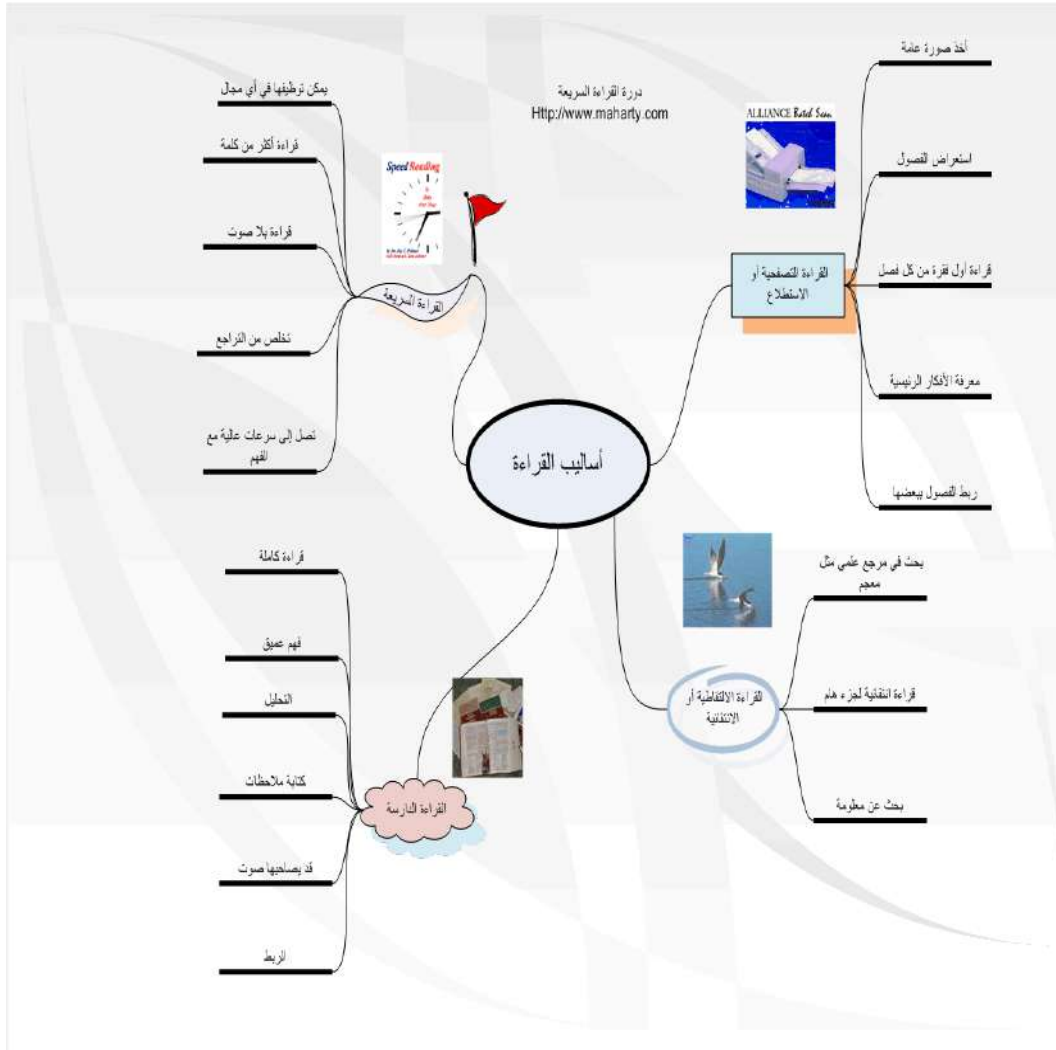 دورة القراءة السريعة
Http://www.maharty.com
أساليب القراءة
ALLIANCE Batch Scan
القراءة التصفحية أو
الاستطلاع
أخذ صورة عامة
استعراض الفصول
قراءة أول فقرة من كل فصل
معرفة الأفكار الرئيسية
ربط الفصول ببعضها
القراءة الالتقاطية أو
الانتقائية
بحث في مرجع علمي مثل
معجم
قراءة انتقائية لجزء هام
بحث عن معلومة
القراءة الدارسة
قراءة كاملة
فهم عميق
التحليل
كتابة ملاحظات
قد يصاحبها صوت
الربط
Speed Reading
القراءة السريعة
يمكن توظيفها في أي مجال
قراءة أكثر من كلمة
قراءة بلا صوت
تخلص من التراجع
تصل إلى سرعات عالية مع
الفهم